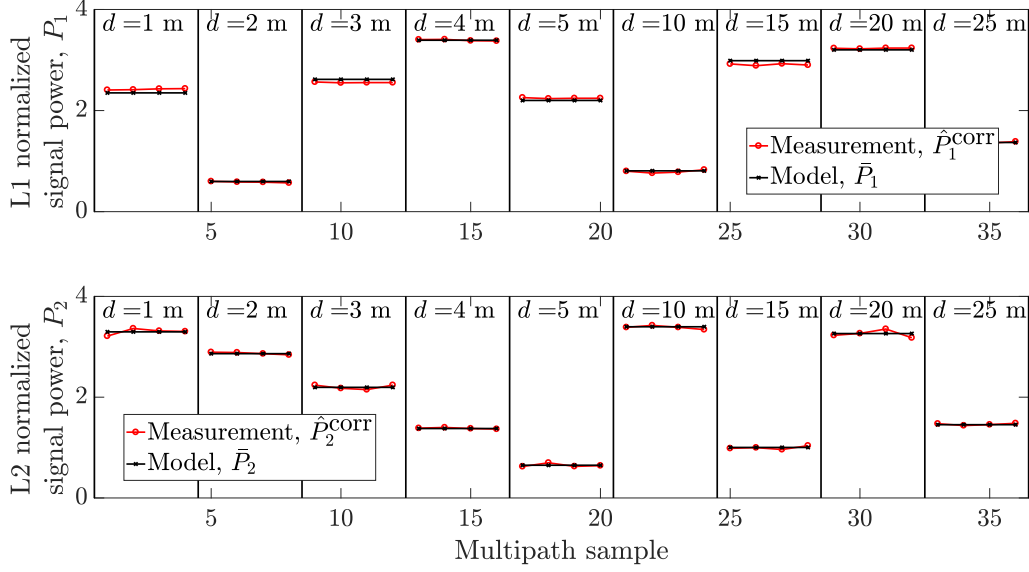 L1 normalized
signal power, P₁
4
2
0
d =1 m
d =2 m
d =3 m
d =4 m
d =5 m
d =10 m
d =15 m
d =20 m
d =25 m
Measurement, P̂₁ᶜᵒʳʳ
Model, P̄₁
5
10
15
20
25
30
35
L2 normalized
signal power, P₂
4
2
0
d =1 m
d =2 m
d =3 m
d =4 m
d =5 m
d =10 m
d =15 m
d =20 m
d =25 m
Measurement, P̂₂ᶜᵒʳʳ
Model, P̄₂
5
10
15
20
25
30
35
Multipath sample